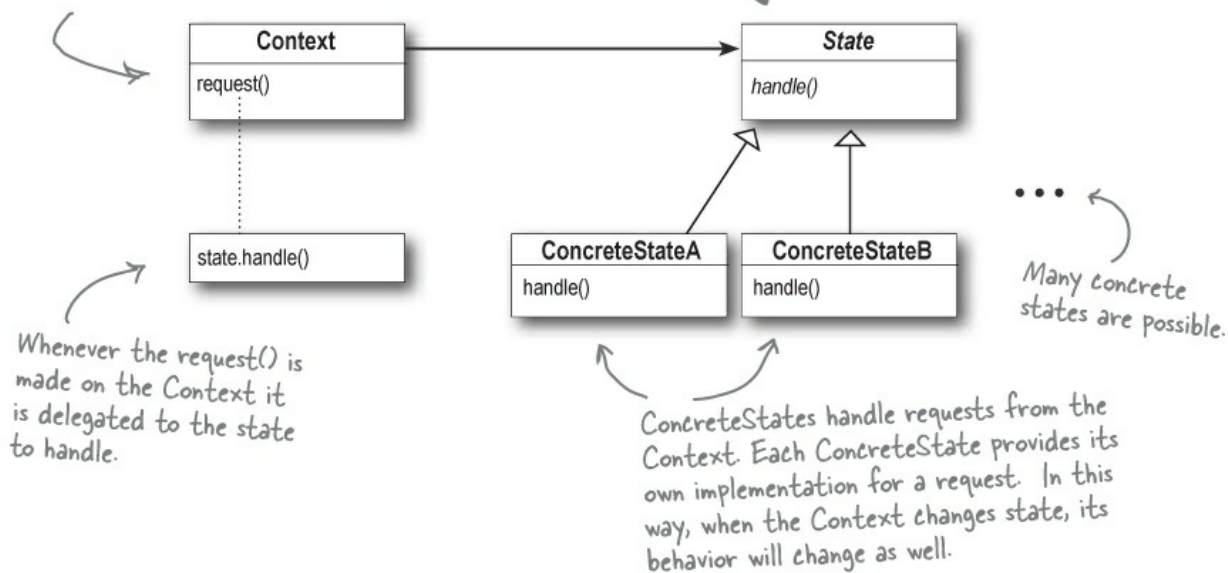 Context
State
request()
handle()
state.handle()
ConcreteStateA
ConcreteStateB
handle()
handle()
Many concrete
states are possible.
Whenever the request() is
made on the Context it
is delegated to the state
to handle.
ConcreteStates handle requests from the
Context. Each ConcreteState provides its
own implementation for a request. In this
way, when the Context changes state, its
behavior will change as well.